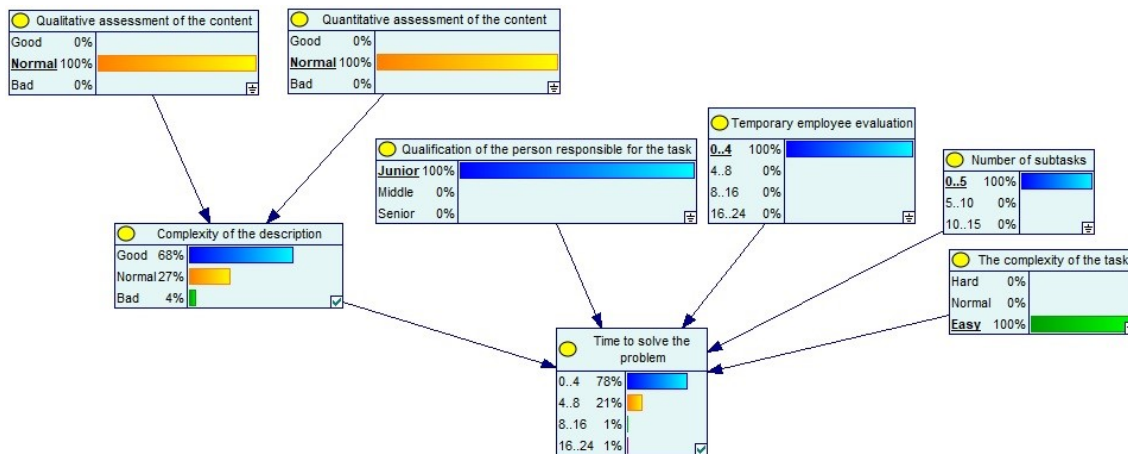 Qualitative assessment of the content
Good 0%
Normal 100%
Bad 0%
Quantitative assessment of the content
Good 0%
Normal 100%
Bad 0%
Qualification of the person responsible for the task
Junior 100%
Middle 0%
Senior 0%
Temporary employee evaluation
0..4 100%
4..8 0%
8..16 0%
16..24 0%
Number of subtasks
0..5 100%
5..10 0%
10..15 0%
Complexity of the description
Good 68%
Normal 27%
Bad 4%
The complexity of the task
Hard 0%
Normal 0%
Easy 100%
Time to solve the
problem
0..4 78%
4..8 21%
8..16 1%
16..24 1%